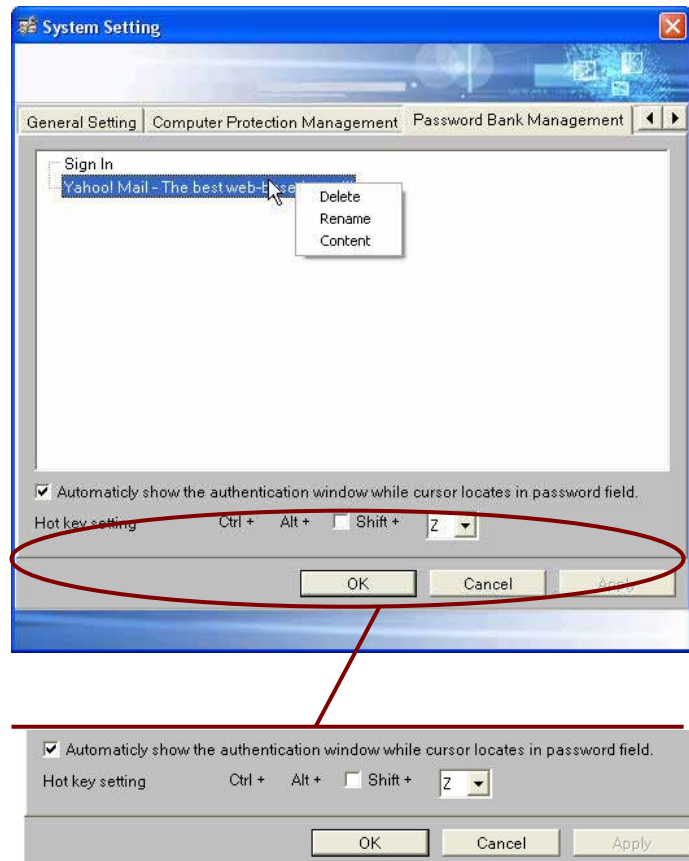 System Setting
General Setting Computer Protection Management Password Bank Management
Sign In
Yahoo! Mail - The best web-based
Delete
Rename
Content
Automaticly show the authentication window while cursor locates in password field.
Hot key setting Ctrl + Alt + Shift + Z
OK Cancel Apply
Automaticly show the authentication window while cursor locates in password field.
Hot key setting Ctrl + Alt + Shift + Z
OK Cancel Apply